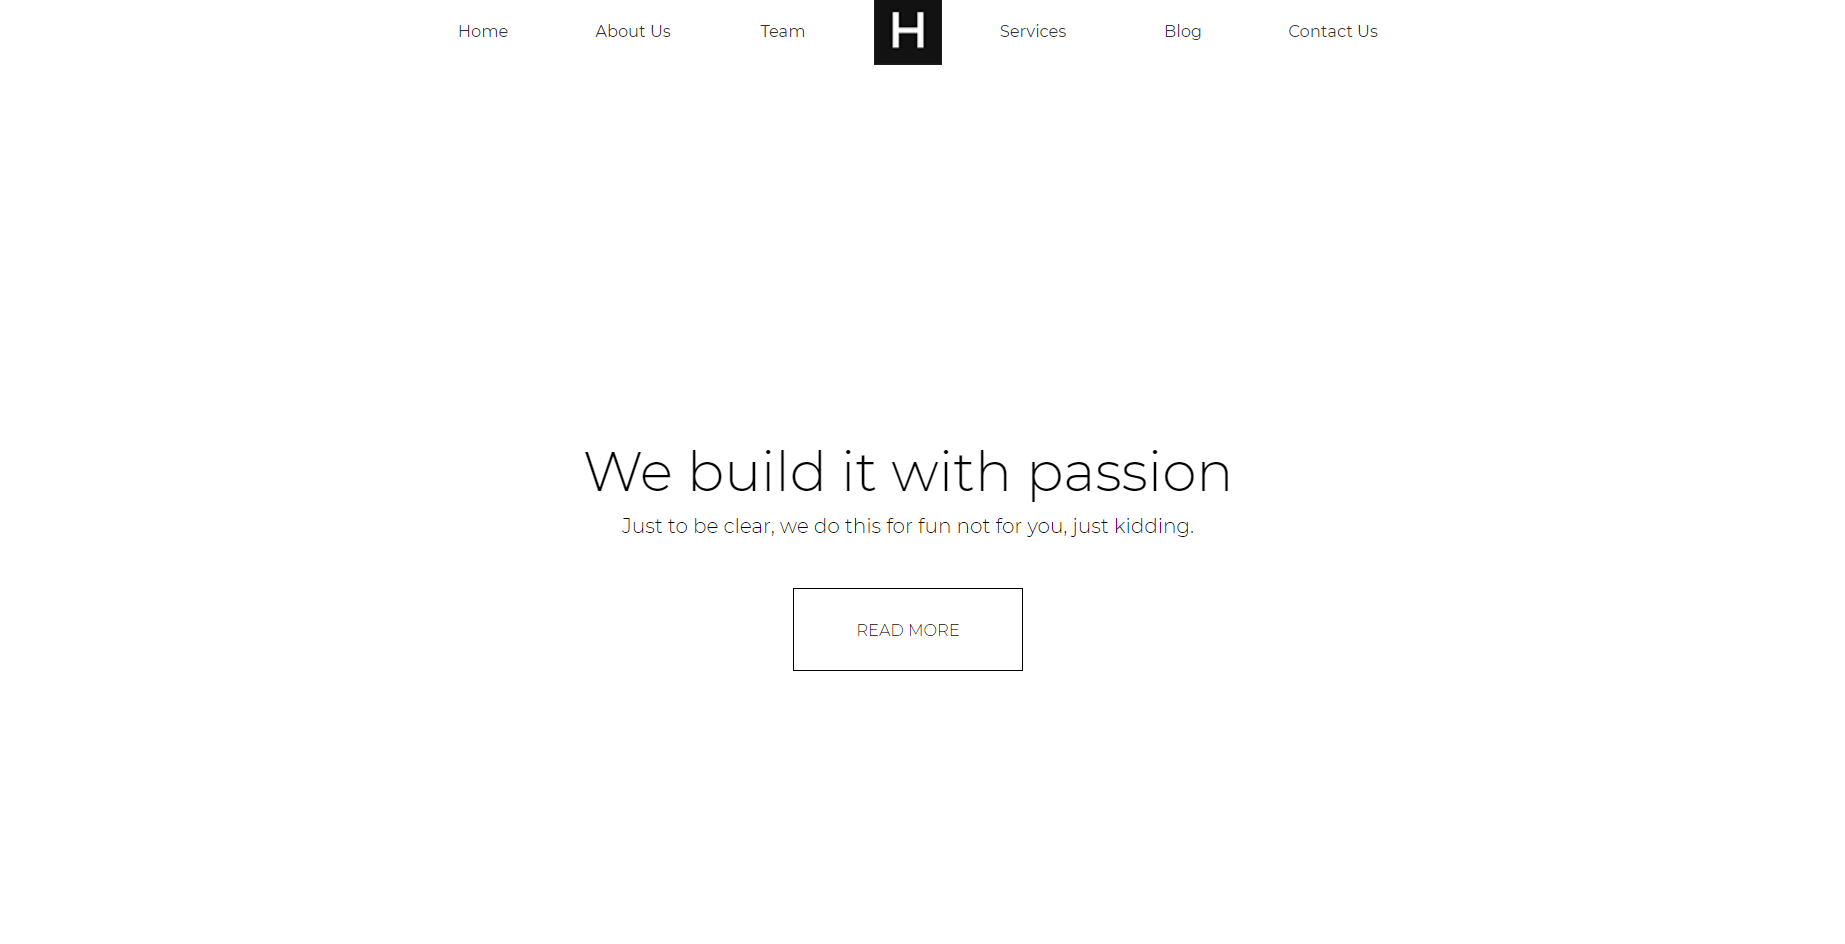 Home About Us Team H Services Blog Contact Us
We build it with passion
Just to be clear, we do this for fun not for you, just kidding.
READ MORE